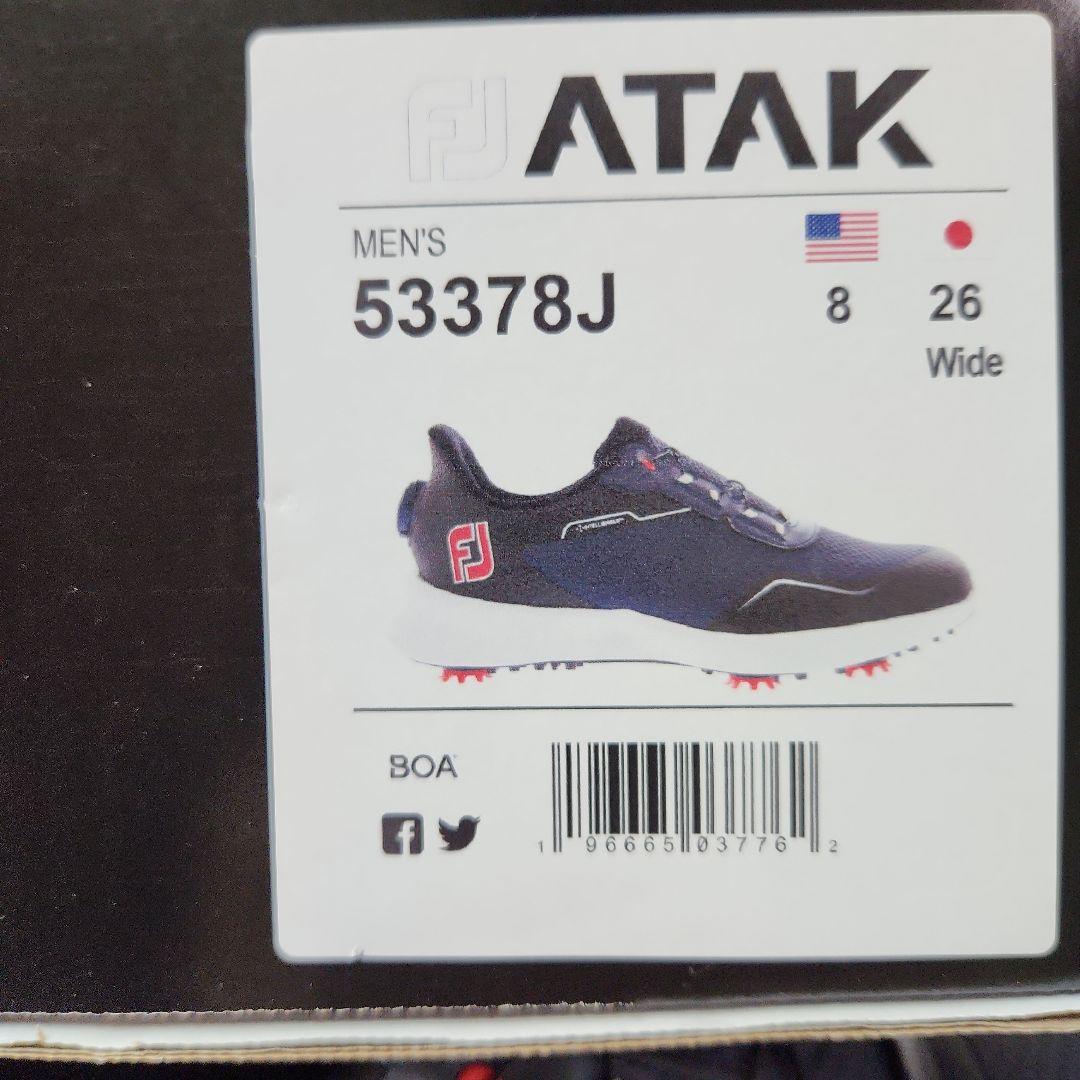 FJ ATAK
MEN'S
53378J
8 26
Wide
FJ
BOA
1 96665 03776 2